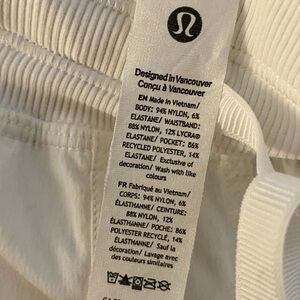 Designed in Vancouver
Conçu à Vancouver
EN Made in Vietnam/
BODY: 94% NYLON, 6%
ELASTANE/ WAISTBAND:
88% NYLON, 12% LYCRA®
ELASTANE/ POCKET: 86%
RECYCLED POLYESTER, 14%
ELASTANE/ Exclusive of
decoration/ Wash with like
colours
FR Fabriqué au Vietnam/
CORPS: 94% NYLON, 6%
ÉLASTHANNE/ CEINTURE:
88% NYLON, 12%
ÉLASTHANNE/ POCHE: 86%
POLYESTER RECYCLÉ, 14%
ÉLASTHANNE/ Sauf la
décoration/ Lavage avec
des couleurs similaires